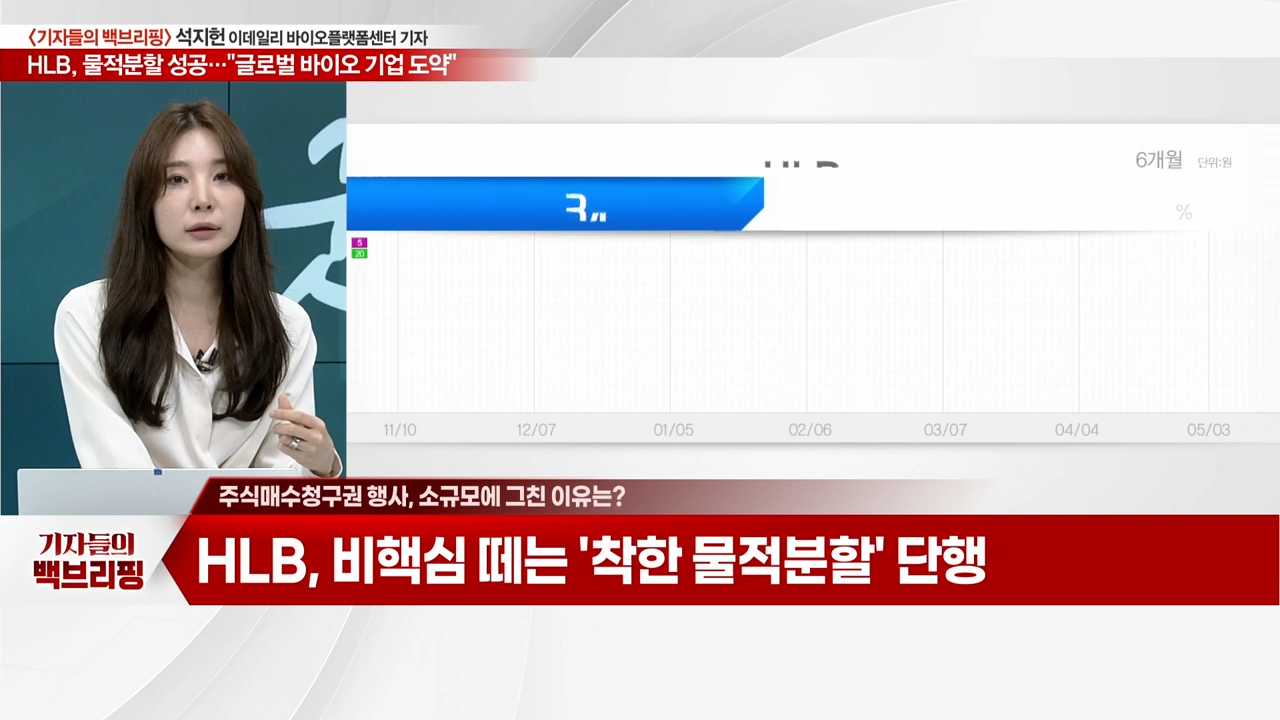 <기자들의 백브리핑> 석지헌 이데일리 바이오플랫폼센터 기자
HLB, 물적분할 성공…"글로벌 바이오 기업 도약"
6개월 단위:원
%
5
20
11/10 12/07 01/05 02/06 03/07 04/04 05/03
주식매수청구권 행사, 소규모에 그친 이유는?
기자들의
백브리핑
HLB, 비핵심 떼는 '착한 물적분할' 단행